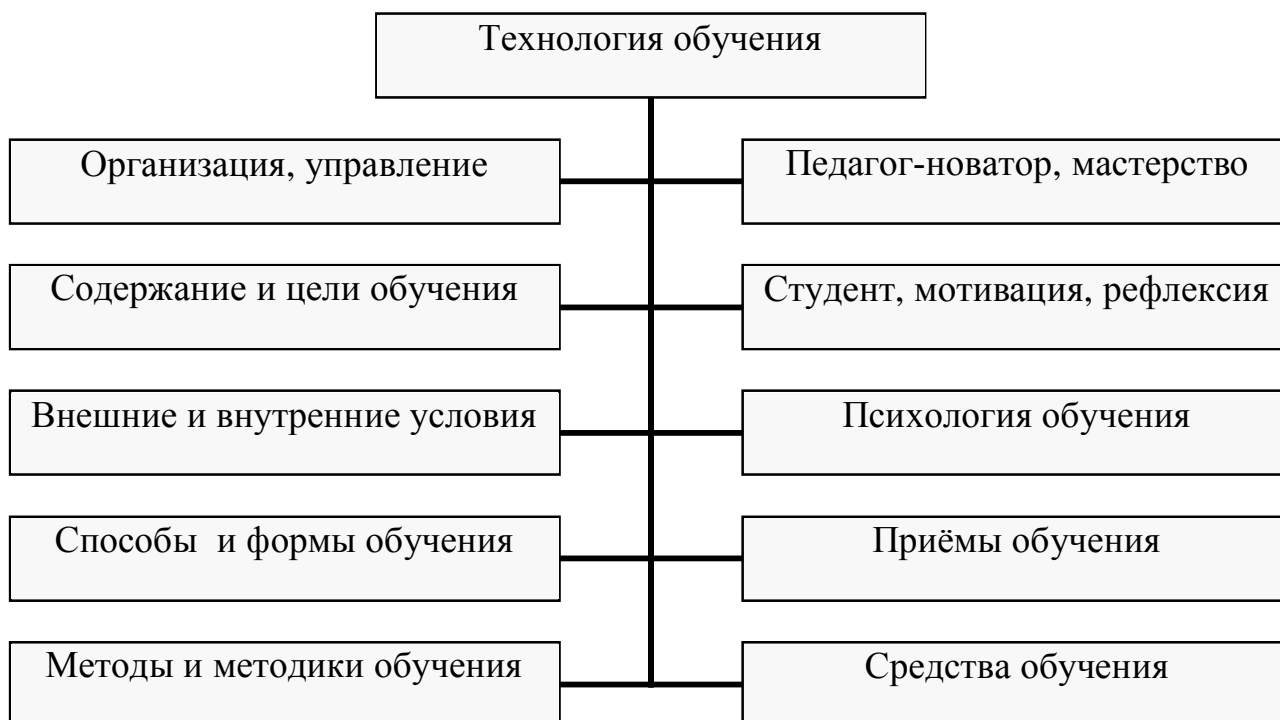 Технология обучения
Организация, управление
Педагог-новатор, мастерство
Содержание и цели обучения
Студент, мотивация, рефлексия
Внешние и внутренние условия
Психология обучения
Способы  и формы обучения
Приёмы обучения
Методы и методики обучения
Средства обучения